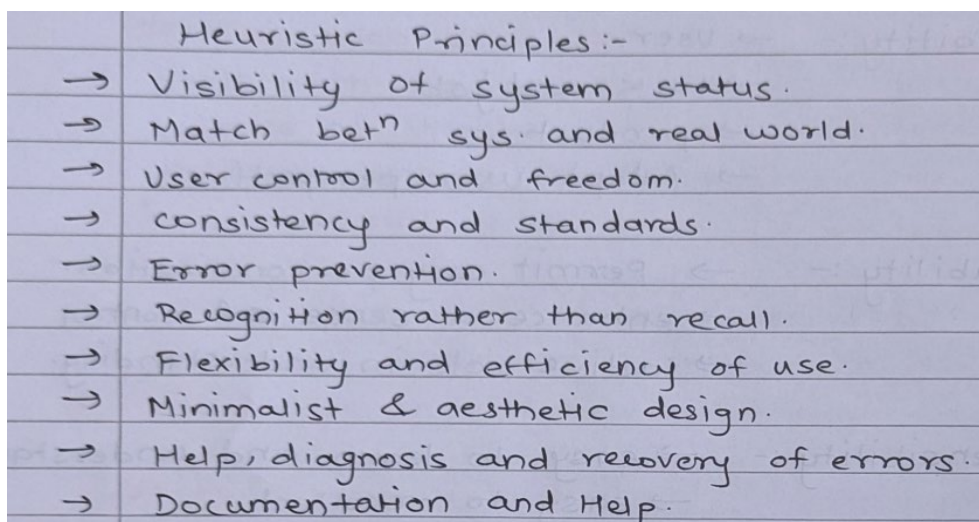 Heuristic Principles:-
→ Visibility of system status.
→ Match betⁿ sys. and real world.
→ User control and freedom.
→ consistency and standards.
→ Error prevention.
→ Recognition rather than recall.
→ Flexibility and efficiency of use.
→ Minimalist & aesthetic design.
→ Help, diagnosis and recovery of errors.
→ Documentation and Help.